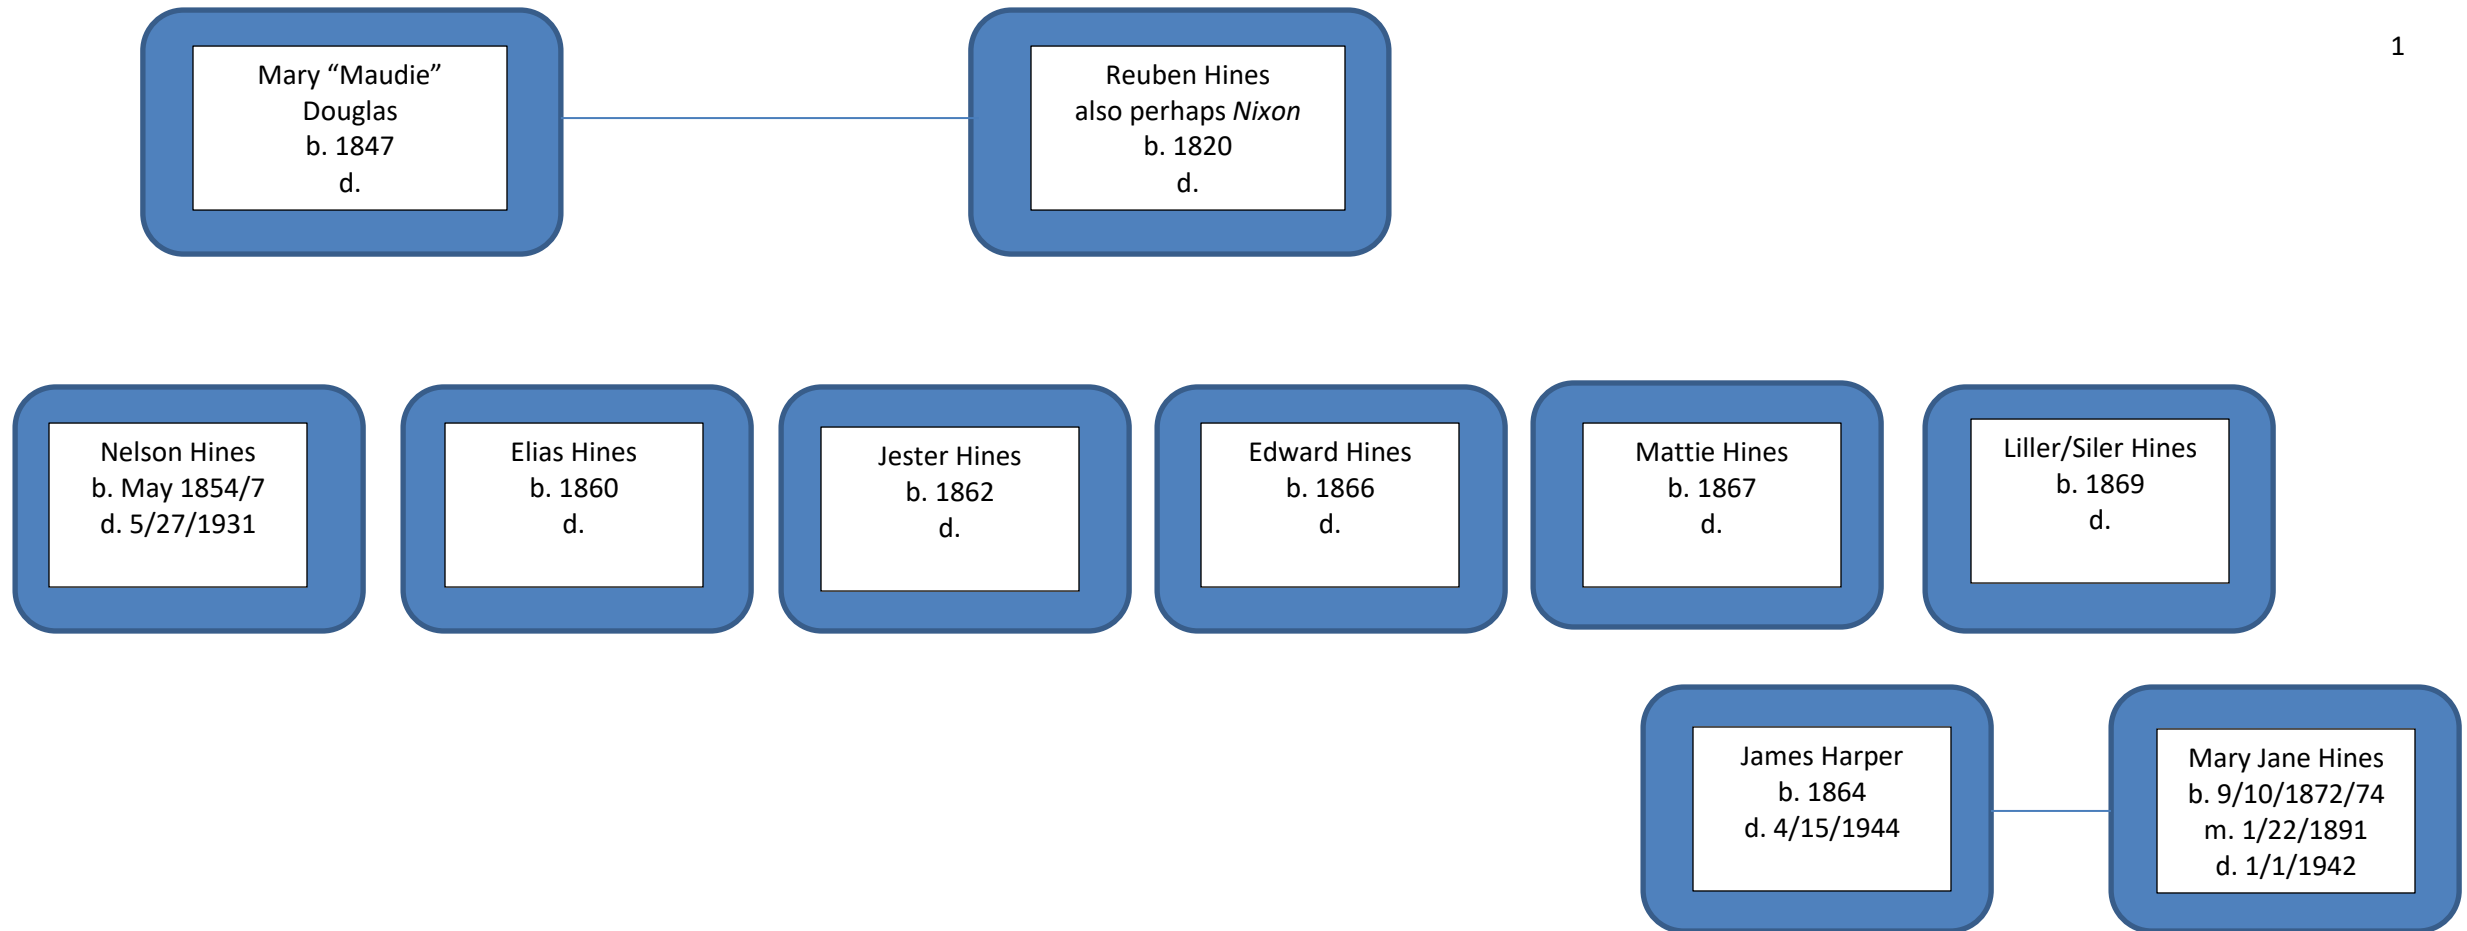 1
Mary “Maudie”
Douglas
b. 1847
d.
Reuben Hines
also perhaps Nixon
b. 1820
d.
Nelson Hines
b. May 1854/7
d. 5/27/1931
Elias Hines
b. 1860
d.
Jester Hines
b. 1862
d.
Edward Hines
b. 1866
d.
Mattie Hines
b. 1867
d.
Liller/Siler Hines
b. 1869
d.
James Harper
b. 1864
d. 4/15/1944
Mary Jane Hines
b. 9/10/1872/74
m. 1/22/1891
d. 1/1/1942